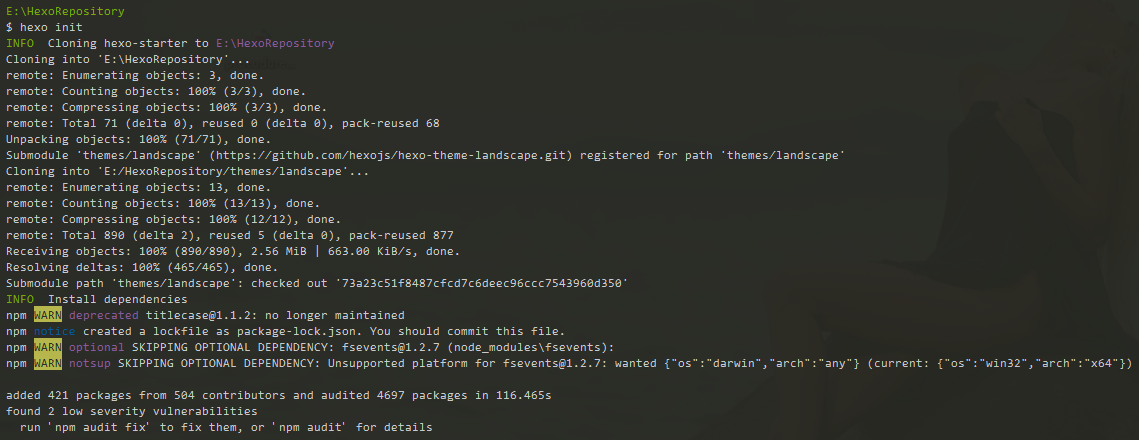 E:\HexoRepository
$ hexo init
INFO  Cloning hexo-starter to E:\HexoRepository
Cloning into 'E:\HexoRepository'...
remote: Enumerating objects: 3, done.
remote: Counting objects: 100% (3/3), done.
remote: Compressing objects: 100% (3/3), done.
remote: Total 71 (delta 0), reused 0 (delta 0), pack-reused 68
Unpacking objects: 100% (71/71), done.
Submodule 'themes/landscape' (https://github.com/hexojs/hexo-theme-landscape.git) registered for path 'themes/landscape'
Cloning into 'E:/HexoRepository/themes/landscape'...
remote: Enumerating objects: 13, done.
remote: Counting objects: 100% (13/13), done.
remote: Compressing objects: 100% (12/12), done.
remote: Total 890 (delta 2), reused 5 (delta 0), pack-reused 877
Receiving objects: 100% (890/890), 2.56 MiB | 663.00 KiB/s, done.
Resolving deltas: 100% (465/465), done.
Submodule path 'themes/landscape': checked out '73a23c51f8487cfcd7c6deec96ccc7543960d350'
INFO  Install dependencies
npm WARN deprecated titlecase@1.1.2: no longer maintained
npm notice created a lockfile as package-lock.json. You should commit this file.
npm WARN optional SKIPPING OPTIONAL DEPENDENCY: fsevents@1.2.7 (node_modules\fsevents):
npm WARN notsup SKIPPING OPTIONAL DEPENDENCY: Unsupported platform for fsevents@1.2.7: wanted {"os":"darwin","arch":"any"} (current: {"os":"win32","arch":"x64"})
added 421 packages from 504 contributors and audited 4697 packages in 116.465s
found 2 low severity vulnerabilities
  run 'npm audit fix' to fix them, or 'npm audit' for details